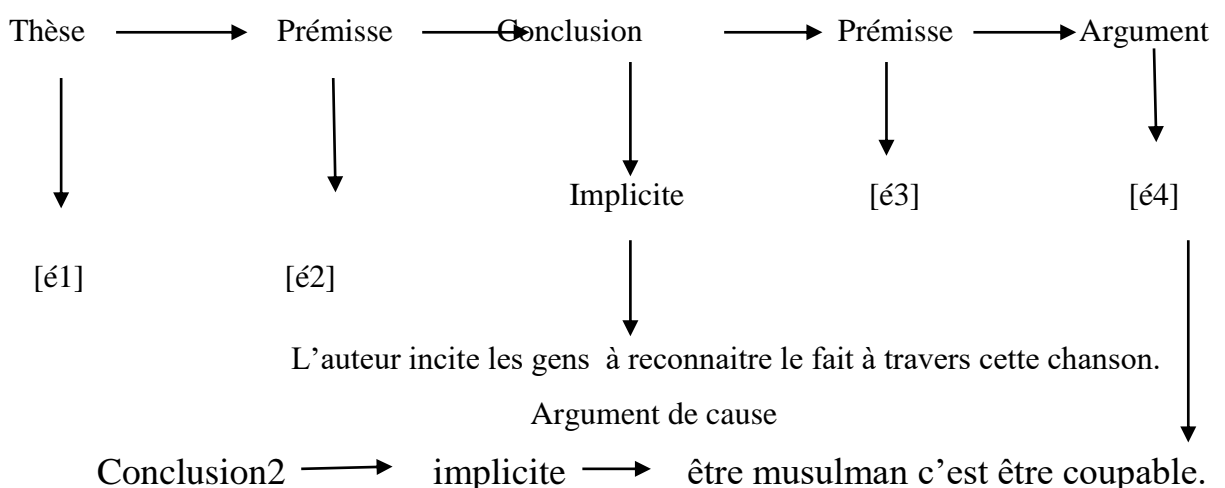 Thèse Prémisse Conclusion Prémisse Argument
Implicite [é3] [é4]
[é1] [é2]
L’auteur incite les gens à reconnaitre le fait à travers cette chanson.
Argument de cause
Conclusion2 implicite être musulman c’est être coupable.